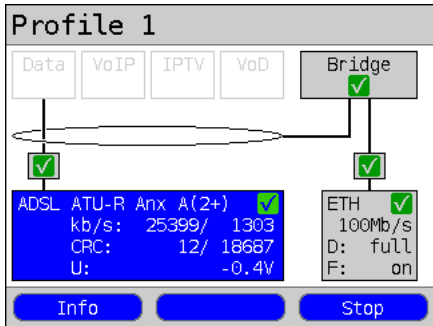 Profile 1
Data VoIP IPTV VoD Bridge
ADSL ATU-R Anx A(2+)
kb/s: 25399/ 1303
CRC: 12/ 18687
U: -0.4V
ETH
100Mb/s
D: full
F: on
Info Stop